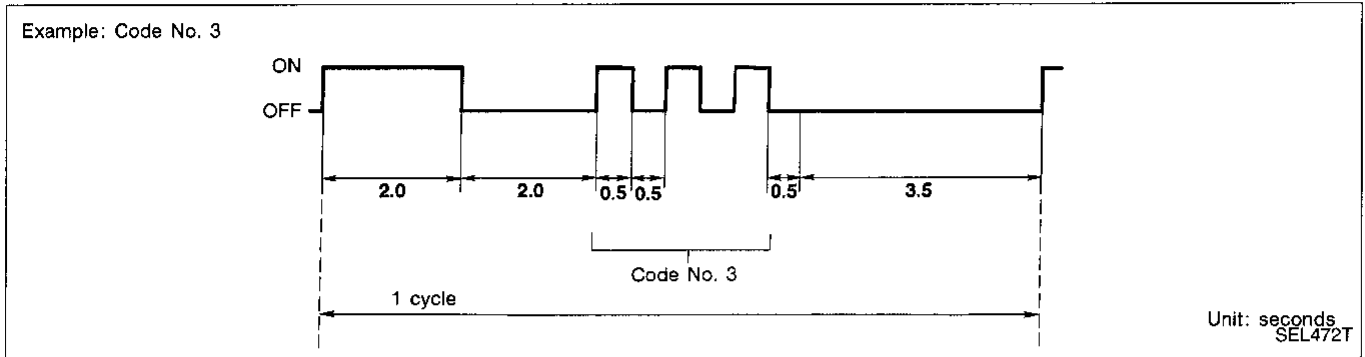 Example: Code No. 3
ON
OFF
2.0 2.0 0.5 0.5 0.5 3.5
Code No. 3
1 cycle
Unit: seconds
SEL472T